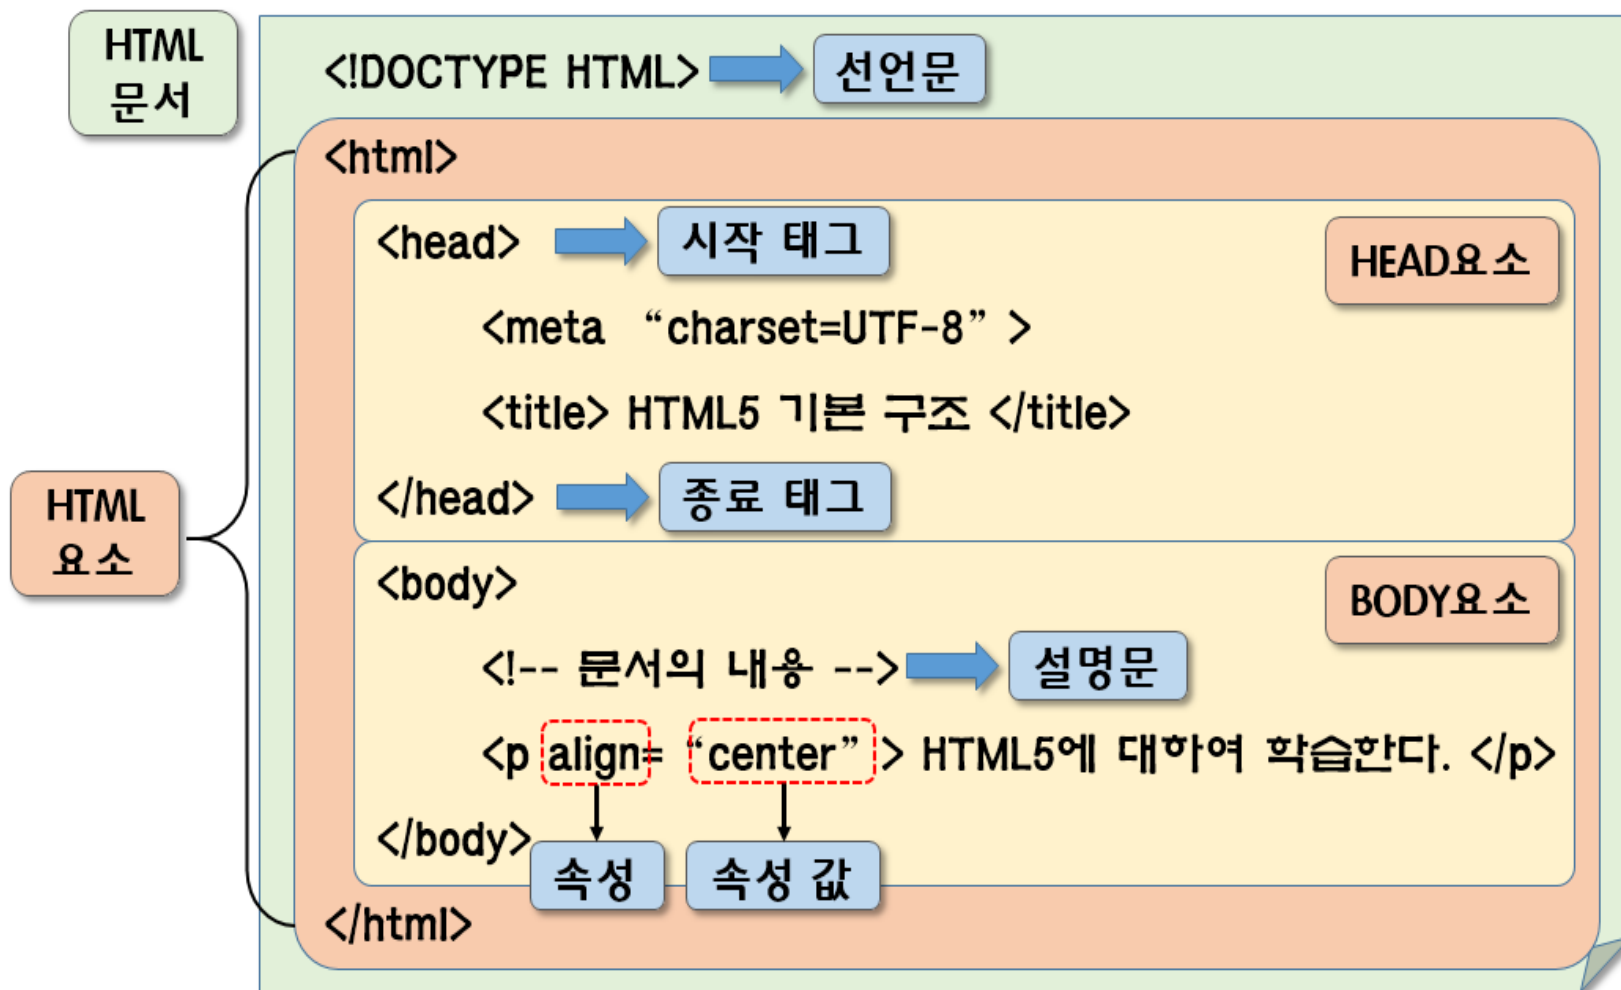 HTML
문서
<!DOCTYPE HTML> 선언문
<html>
<head> 시작 태그
HEAD요소
<meta “charset=UTF-8” >
<title> HTML5 기본 구조 </title>
</head> 종료 태그
HTML
요소
<body>
BODY요소
<!-- 문서의 내용 --> 설명문
<p align= “center” > HTML5에 대하여 학습한다. </p>
</body>
속성 속성 값
</html>